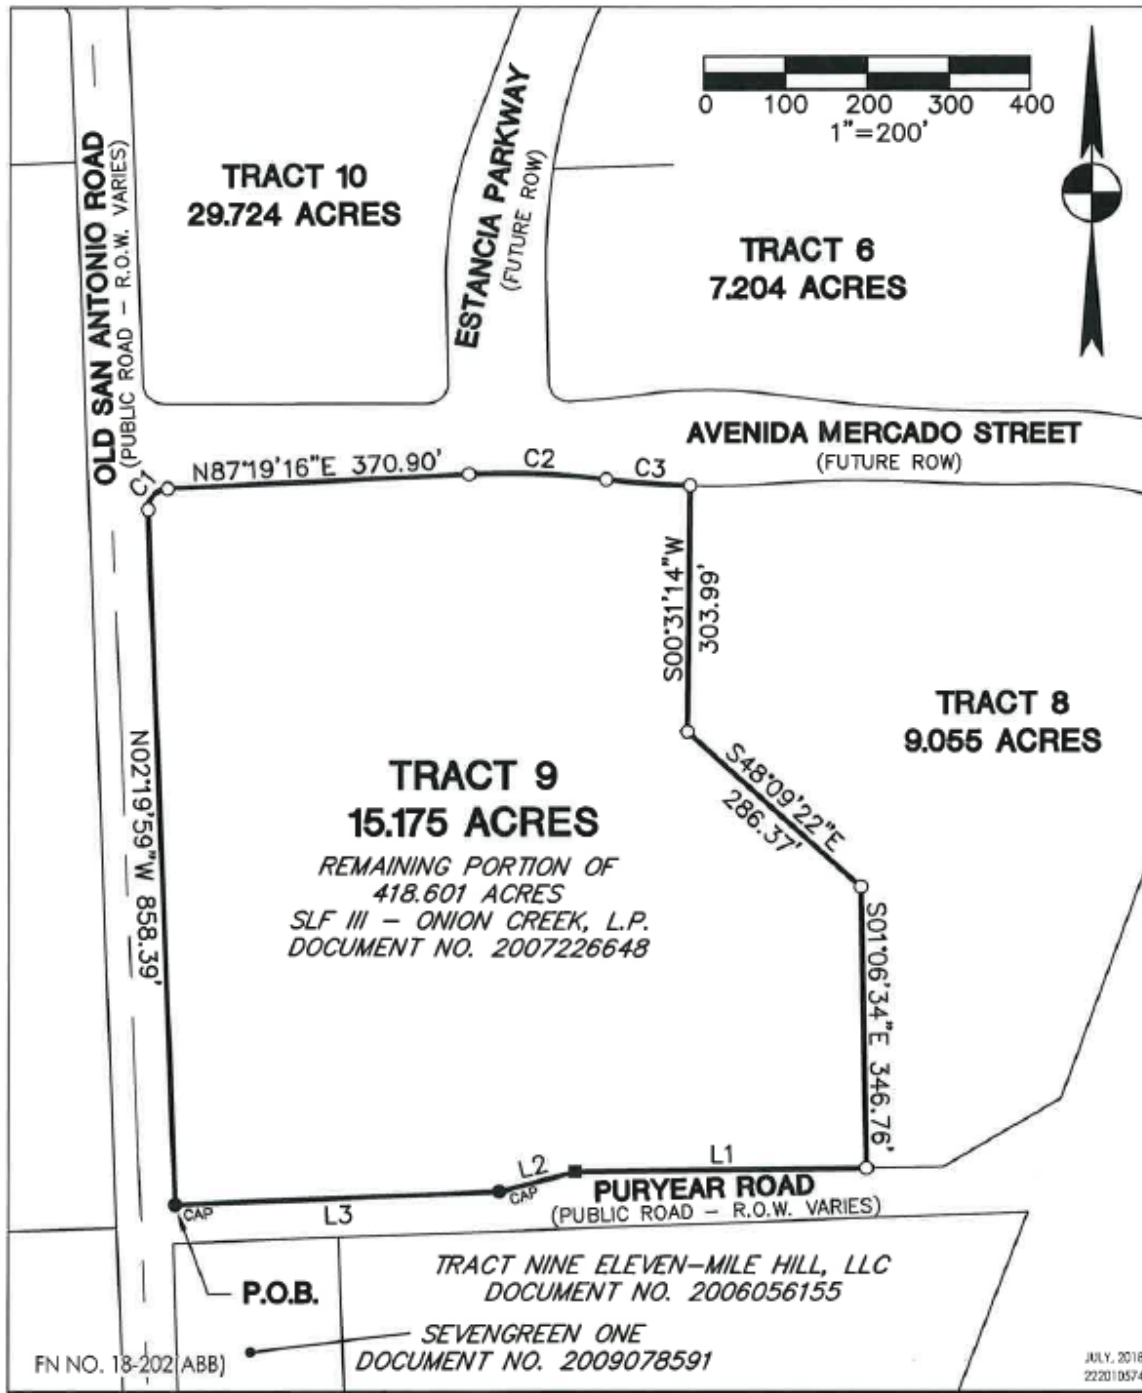 0 100 200 300 400
1"=200'
OLD SAN ANTONIO ROAD
(PUBLIC ROAD – R.O.W. VARIES)
TRACT 10
29.724 ACRES
ESTANCIA PARKWAY
(FUTURE ROW)
TRACT 6
7.204 ACRES
AVENIDA MERCADO STREET
(FUTURE ROW)
C1
N87°19'16"E 370.90'
C2
C3
S00°31'14"W
303.99'
TRACT 8
9.055 ACRES
S48°09'22"E
286.37'
N02°19'59"W 858.39'
TRACT 9
15.175 ACRES
REMAINING PORTION OF
418.601 ACRES
SLF III – ONION CREEK, L.P.
DOCUMENT NO. 2007226648
S01°06'34"E 346.76'
L1
L2
CAP
L3
CAP
PURYEAR ROAD
(PUBLIC ROAD – R.O.W. VARIES)
P.O.B.
TRACT NINE ELEVEN–MILE HILL, LLC
DOCUMENT NO. 2006056155
SEVENGREEN ONE
DOCUMENT NO. 2009078591
FN NO. 18-202(ABB)
JULY, 2018
222010574